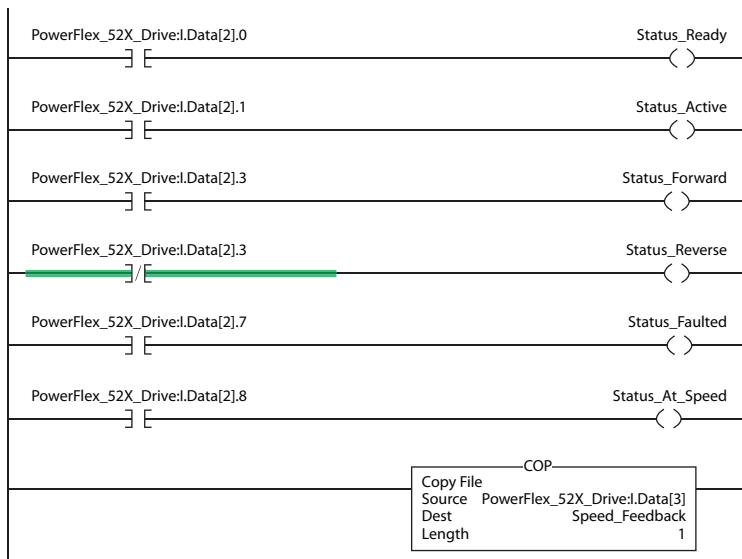 PowerFlex_52X_Drive:I.Data[2].0 Status_Ready
PowerFlex_52X_Drive:I.Data[2].1 Status_Active
PowerFlex_52X_Drive:I.Data[2].3 Status_Forward
PowerFlex_52X_Drive:I.Data[2].3 Status_Reverse
PowerFlex_52X_Drive:I.Data[2].7 Status_Faulted
PowerFlex_52X_Drive:I.Data[2].8 Status_At_Speed
COP
Copy File
Source PowerFlex_52X_Drive:I.Data[3]
Dest Speed_Feedback
Length 1